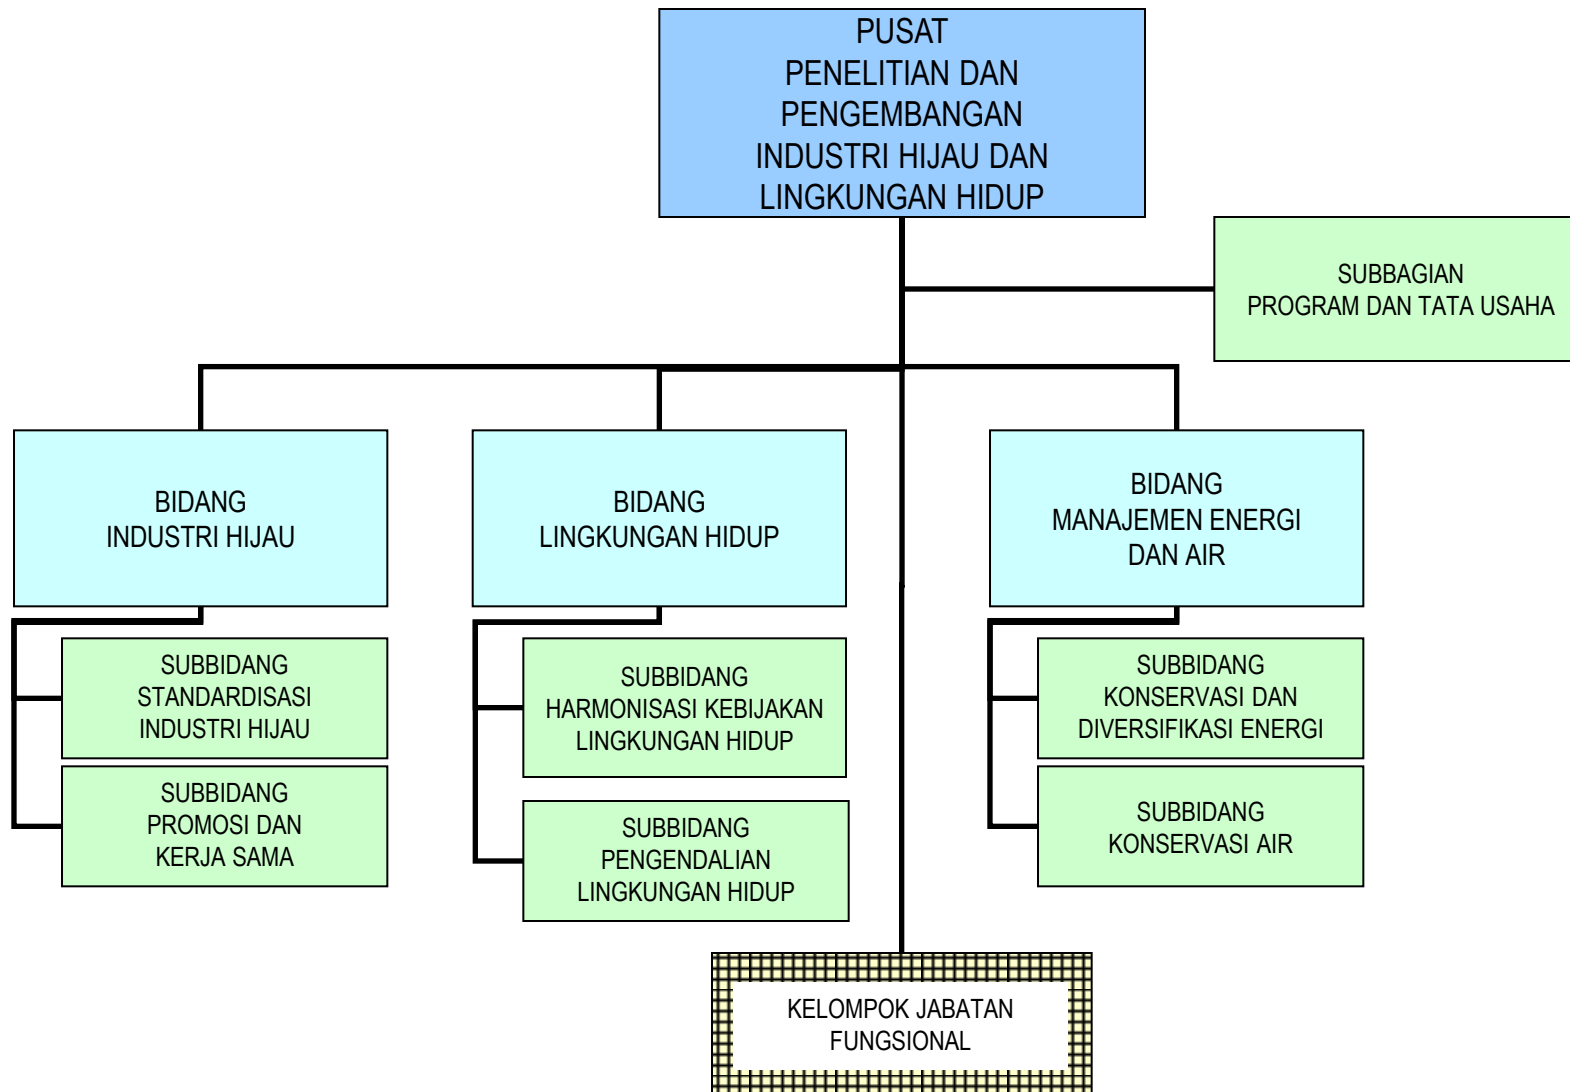 PUSAT
PENELITIAN DAN
PENGEMBANGAN
INDUSTRI HIJAU DAN
LINGKUNGAN HIDUP
SUBBAGIAN
PROGRAM DAN TATA USAHA
BIDANG
INDUSTRI HIJAU
BIDANG
LINGKUNGAN HIDUP
BIDANG
MANAJEMEN ENERGI
DAN AIR
SUBBIDANG
STANDARDISASI
INDUSTRI HIJAU
SUBBIDANG
PROMOSI DAN
KERJA SAMA
SUBBIDANG
HARMONISASI KEBIJAKAN
LINGKUNGAN HIDUP
SUBBIDANG
PENGENDALIAN
LINGKUNGAN HIDUP
SUBBIDANG
KONSERVASI DAN
DIVERSIFIKASI ENERGI
SUBBIDANG
KONSERVASI AIR
KELOMPOK JABATAN
FUNGSIONAL